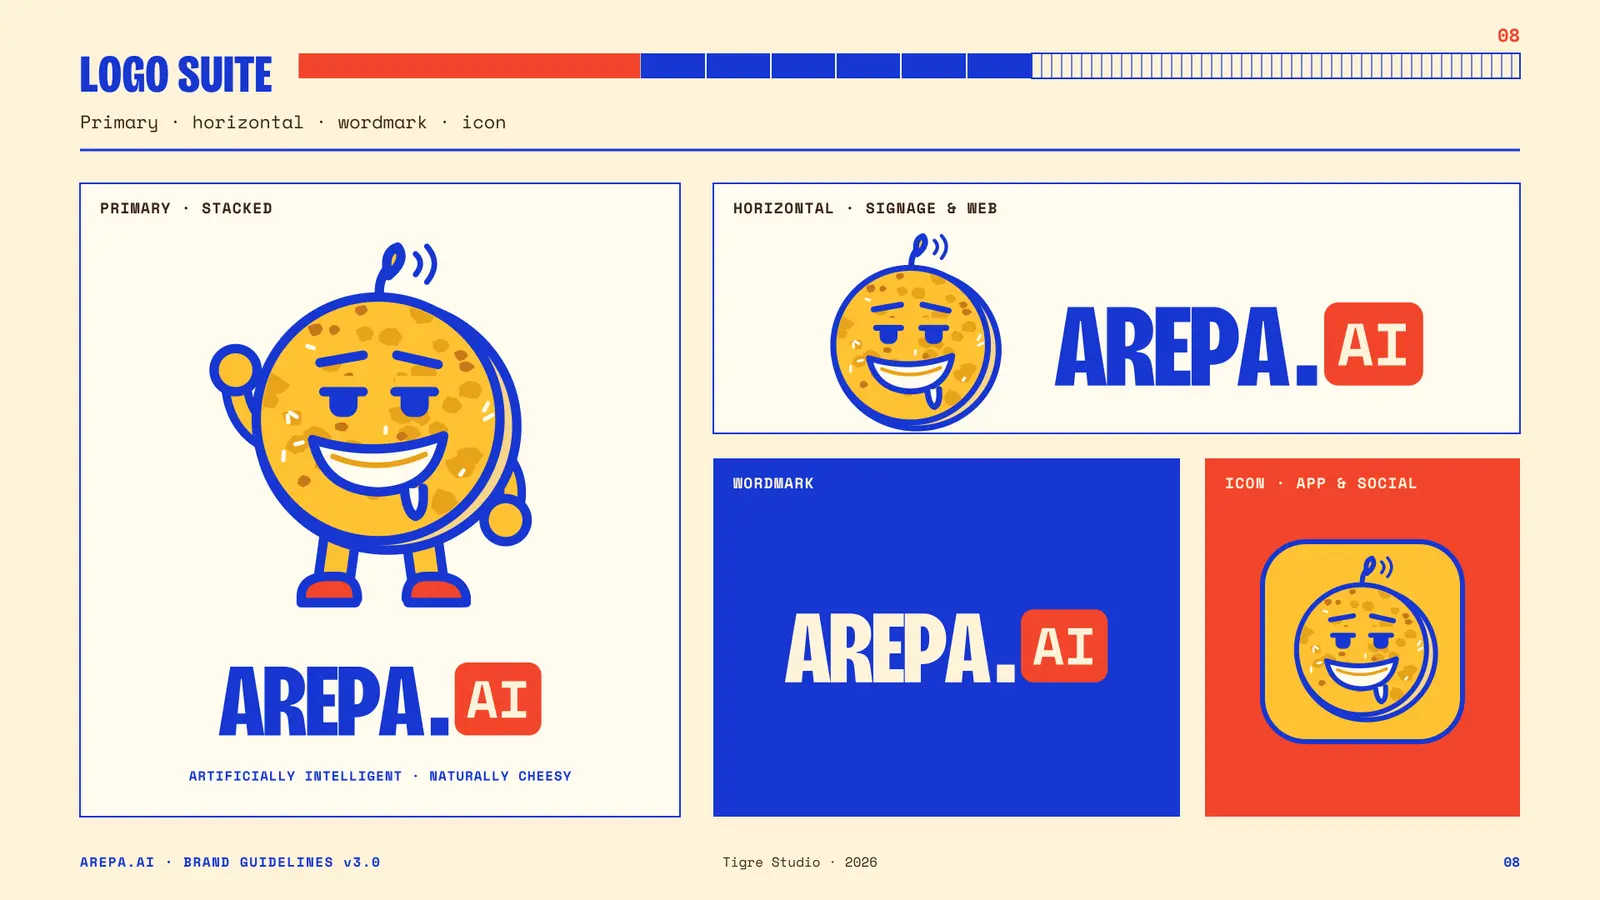 08
LOGO SUITE
Primary · horizontal · wordmark · icon
PRIMARY · STACKED
AREPA.AI
ARTIFICIALLY INTELLIGENT · NATURALLY CHEESY
HORIZONTAL · SIGNAGE & WEB
AREPA.AI
WORDMARK
AREPA.AI
ICON · APP & SOCIAL
AREPA.AI · BRAND GUIDELINES v3.0
Tigre Studio · 2026
08